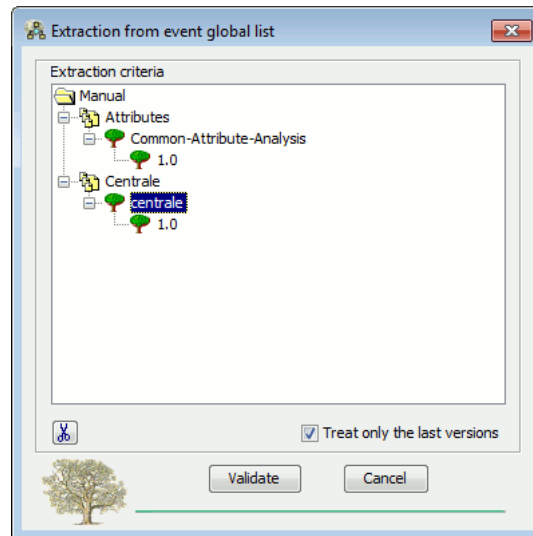 Extraction from event global list
Extraction criteria
Manual
Attributes
Common-Attribute-Analysis
1.0
Centrale
centrale
1.0
Treat only the last versions
Validate
Cancel